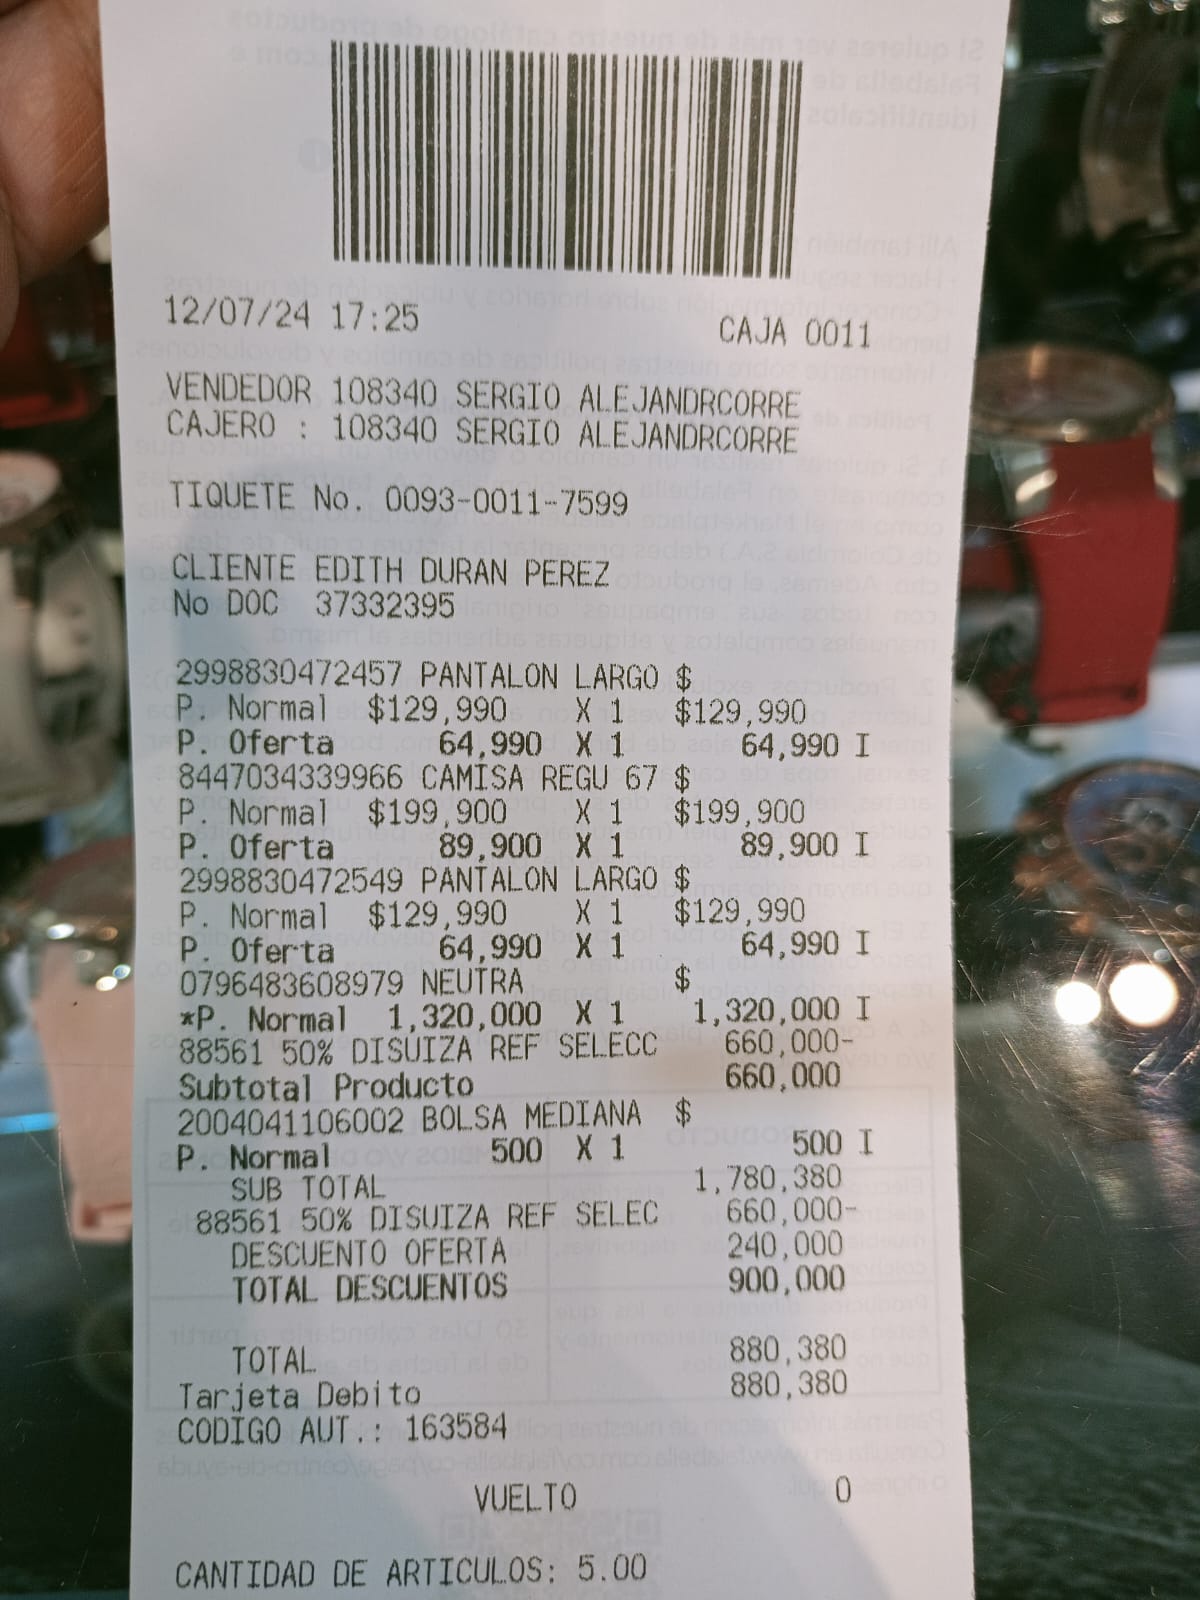 12/07/24 17:25 CAJA 0011
VENDEDOR 108340 SERGIO ALEJANDRCORRE
CAJERO : 108340 SERGIO ALEJANDRCORRE
TIQUETE No. 0093-0011-7599
CLIENTE EDITH DURAN PEREZ
No DOC 37332395
2998830472457 PANTALON LARGO $
P. Normal $129,990 X 1 $129,990
P. Oferta 64,990 X 1 64,990 I
8447034339966 CAMISA REGU 67 $
P. Normal $199,900 X 1 $199,900
P. Oferta 89,900 X 1 89,900 I
2998830472549 PANTALON LARGO $
P. Normal $129,990 X 1 $129,990
P. Oferta 64,990 X 1 64,990 I
0796483608979 NEUTRA $
*P. Normal 1,320,000 X 1 1,320,000 I
88561 50% DISUIZA REF SELECC 660,000-
Subtotal Producto 660,000
2004041106002 BOLSA MEDIANA $
P. Normal 500 X 1 500 I
SUB TOTAL 1,780,380
88561 50% DISUIZA REF SELEC 660,000-
DESCUENTO OFERTA 240,000
TOTAL DESCUENTOS 900,000
TOTAL 880,380
Tarjeta Debito 880,380
CODIGO AUT.: 163584
VUELTO 0
CANTIDAD DE ARTICULOS: 5.00